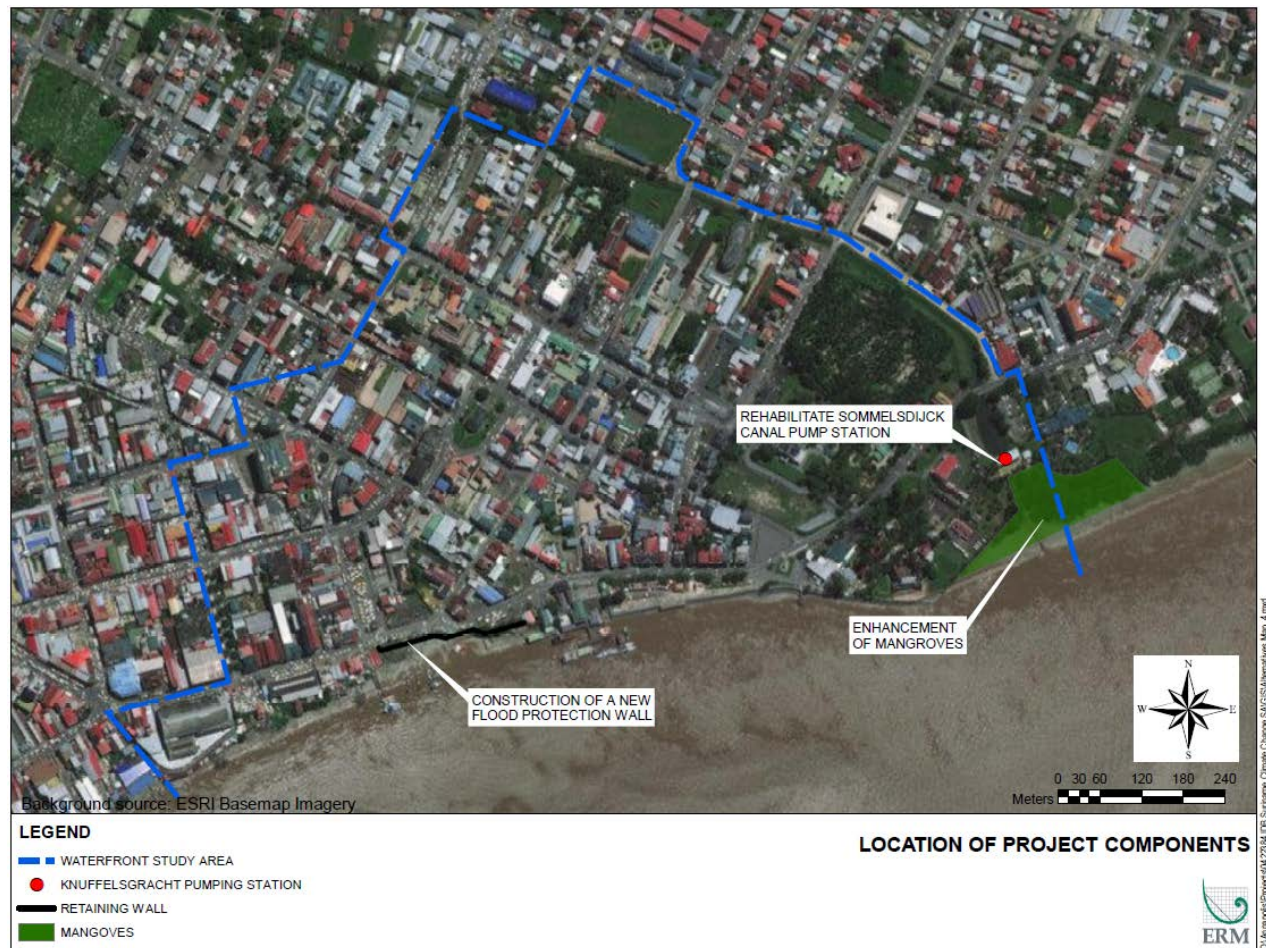 REHABILITATE SOMMELSDIJCK
CANAL PUMP STATION
ENHANCEMENT
OF MANGROVES
CONSTRUCTION OF A NEW
FLOOD PROTECTION WALL
N
W
E
S
0 30 60 120 180 240
Meters
Background source: ESRI Basemap Imagery
LEGEND
WATERFRONT STUDY AREA
KNUFFELSGRACHT PUMPING STATION
RETAINING WALL
MANGOVES
LOCATION OF PROJECT COMPONENTS
ERM